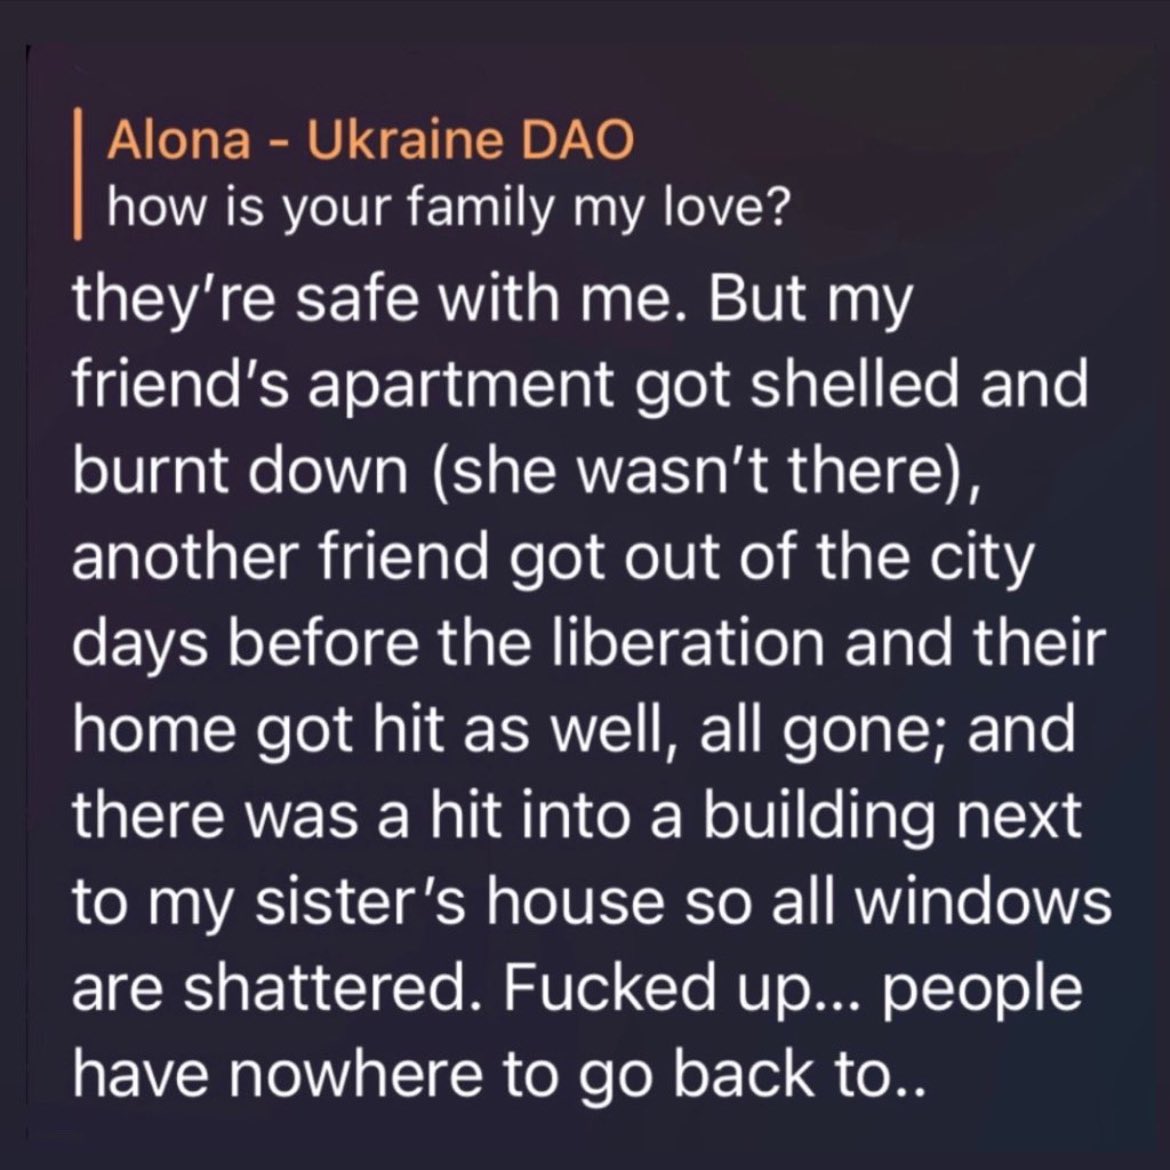 Alona - Ukraine DAO
how is your family my love?
they're safe with me. But my
friend's apartment got shelled and
burnt down (she wasn't there),
another friend got out of the city
days before the liberation and their
home got hit as well, all gone; and
there was a hit into a building next
to my sister's house so all windows
are shattered. Fucked up... people
have nowhere to go back to..